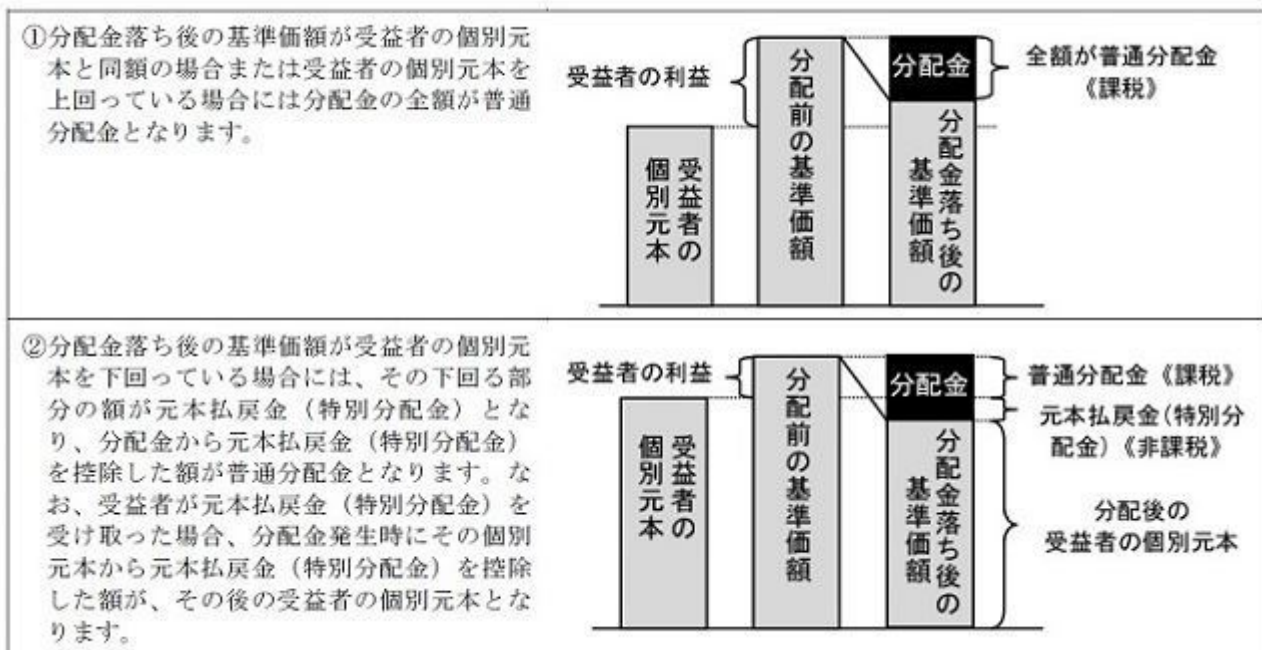 ①分配金落ち後の基準価額が受益者の個別元
本と同額の場合または受益者の個別元本を
上回っている場合には分配金の全額が普通
分配金となります。
受益者の利益
受益者の
個別元本
分配前の基準価額
分配金
分配金落ち後の
基準価額
全額が普通分配金
《課税》
②分配金落ち後の基準価額が受益者の個別元
本を下回っている場合には、その下回る部
分の額が元本払戻金（特別分配金）とな
り、分配金から元本払戻金（特別分配金）
を控除した額が普通分配金となります。な
お、受益者が元本払戻金（特別分配金）を
受け取った場合、分配金発生時にその個別
元本から元本払戻金（特別分配金）を控除
した額が、その後の受益者の個別元本とな
ります。
受益者の利益
受益者の
個別元本
分配前の基準価額
分配金
分配金落ち後の
基準価額
普通分配金《課税》
元本払戻金(特別分
配金)《非課税》
分配後の
受益者の個別元本